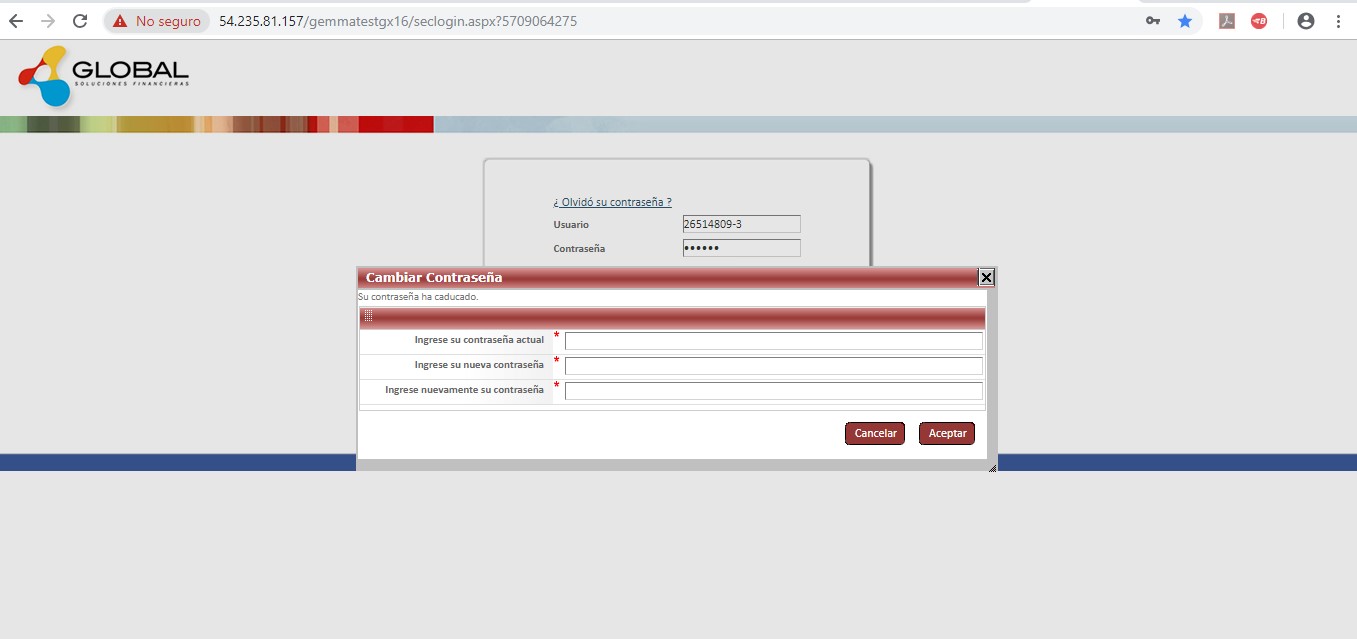 No seguro 54.235.81.157/gemmatestgx16/seclogin.aspx?5709064275
GLOBAL
SOLUCIONES FINANCIERAS
¿ Olvidó su contraseña ?
Usuario 26514809-3
Contraseña ••••••
Cambiar Contraseña
Su contraseña ha caducado.
Ingrese su contraseña actual *
Ingrese su nueva contraseña *
Ingrese nuevamente su contraseña *
Cancelar Aceptar